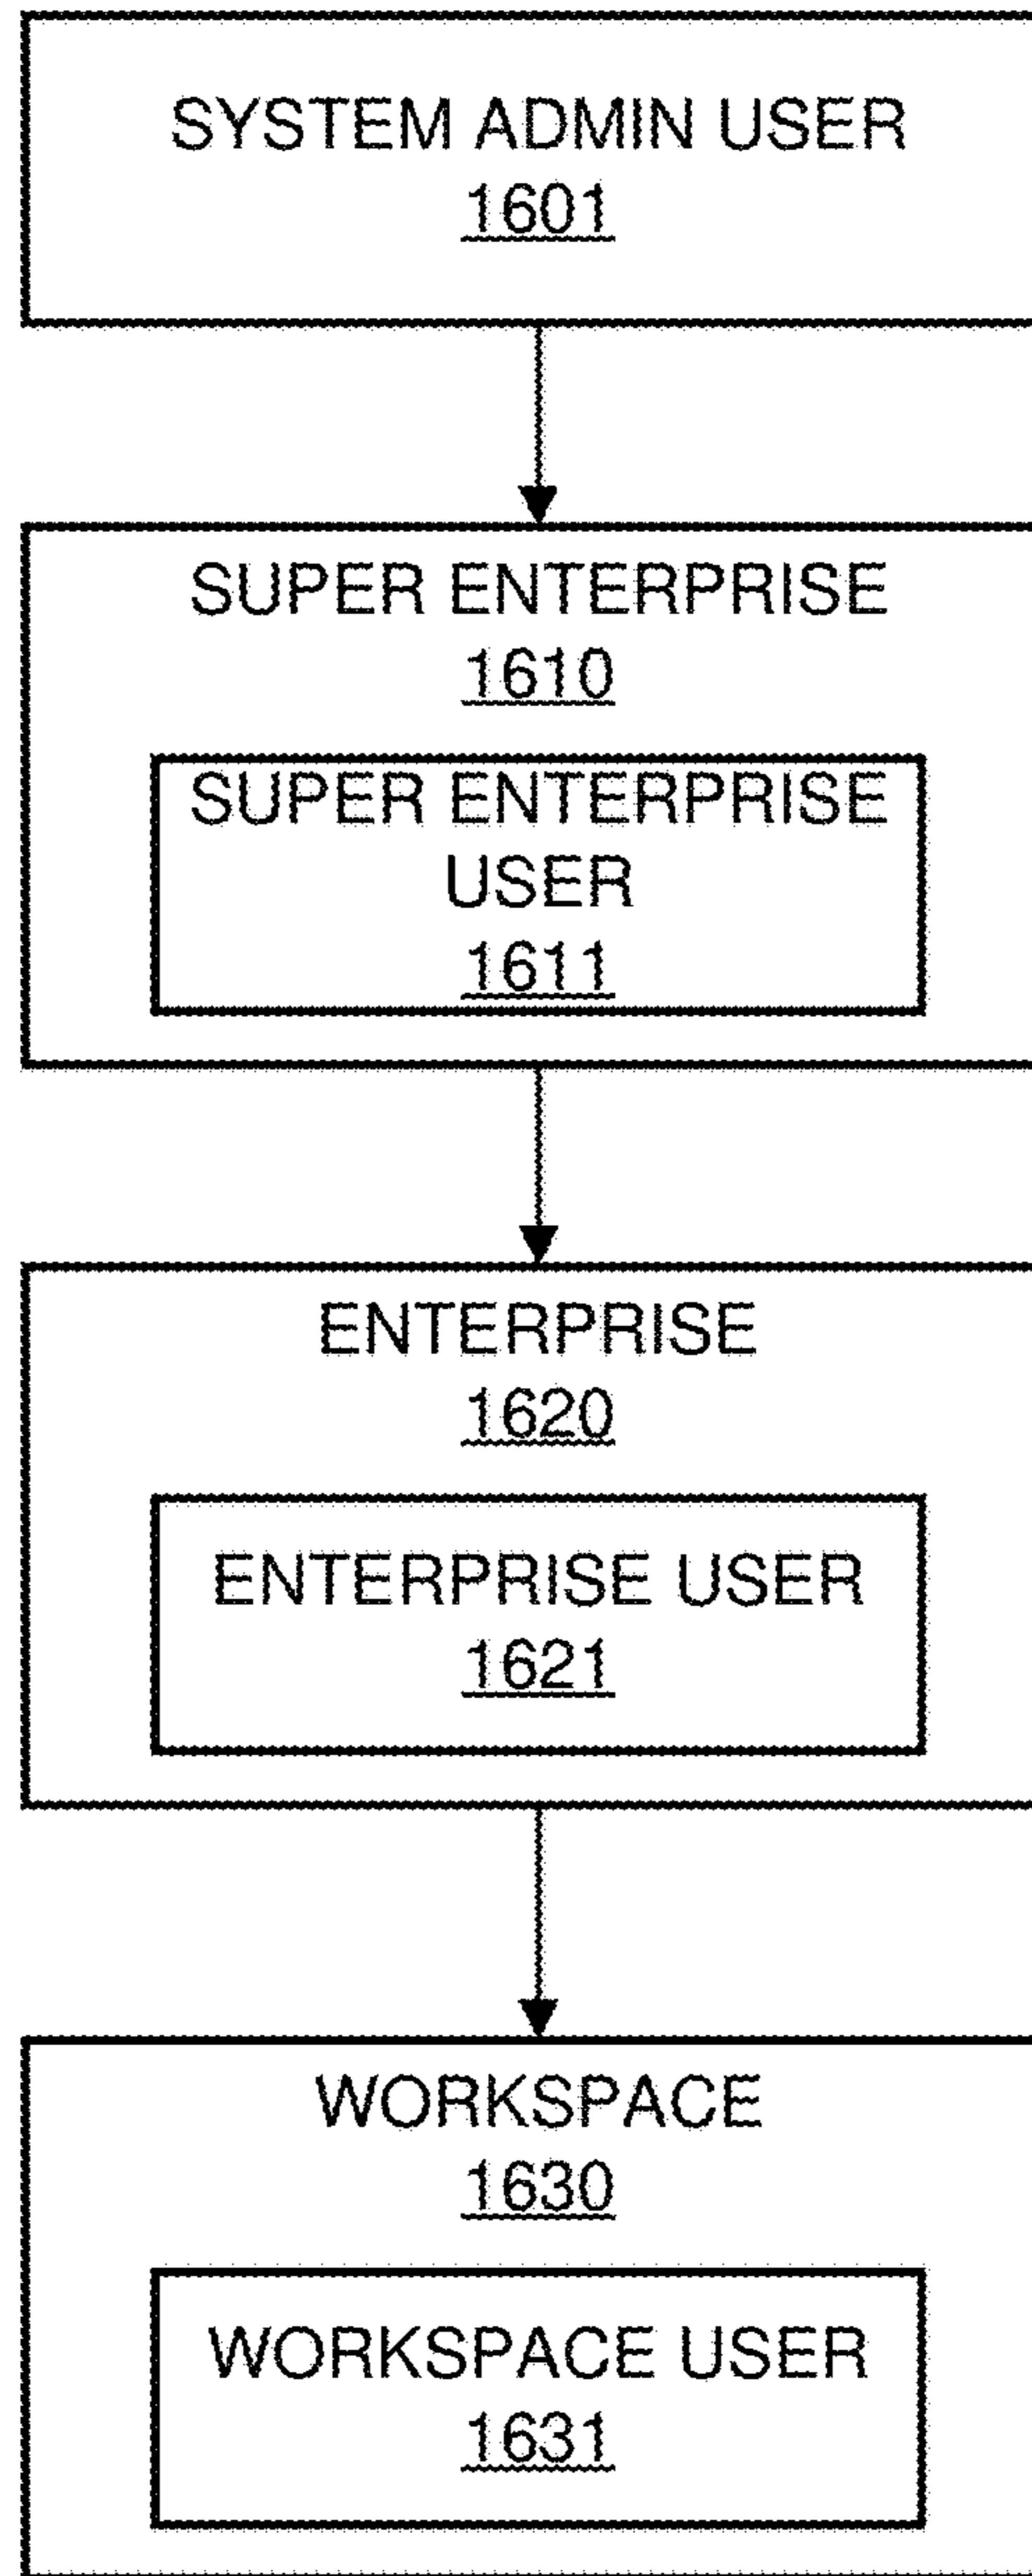 SYSTEM ADMIN USER
1601
SUPER ENTERPRISE
1610
SUPER ENTERPRISE
USER
1611
ENTERPRISE
1620
ENTERPRISE USER
1621
WORKSPACE
1630
WORKSPACE USER
1631